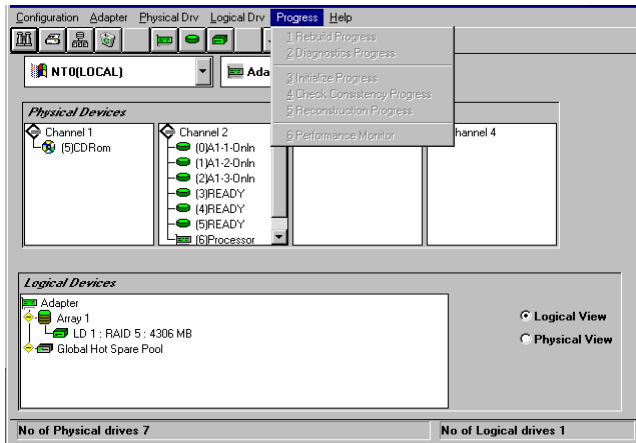 Configuration Adapter Physical Drv Logical Drv Progress Help
1 Rebuild Progress
2 Diagnostics Progress
3 Initialize Progress
4 Check Consistency Progress
5 Reconstruction Progress
6 Performance Monitor
NT0(LOCAL)
Ada
Physical Devices
Channel 1
(5)CDRom
Channel 2
(0)A1-1-Onln
(1)A1-2-Onln
(2)A1-3-Onln
(3)READY
(4)READY
(5)READY
(6)Processor
hannel 4
Logical Devices
Adapter
Array 1
LD 1 : RAID 5 : 4306 MB
Global Hot Spare Pool
Logical View
Physical View
No of Physical drives 7
No of Logical drives 1